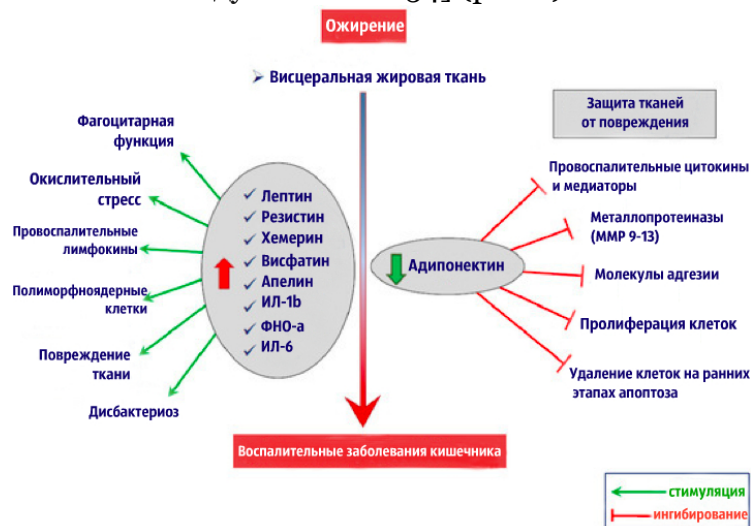 Ожирение
➢ Висцеральная жировая ткань
Защита тканей
от повреждения
Фагоцитарная
функция
Окислительный
стресс
Провоспалительные
лимфокины
Полиморфноядерные
клетки
Повреждение
ткани
Дисбактериоз
✓ Лептин
✓ Резистин
✓ Хемерин
✓ Висфатин
✓ Апелин
✓ ИЛ-1b
✓ ФНО-а
✓ ИЛ-6
Адипонектин
Провоспалительные цитокины
и медиаторы
Металлопротеиназы
(ММР 9-13)
Молекулы адгезии
Пролиферация клеток
Удаление клеток на ранних
этапах апоптоза
Воспалительные заболевания кишечника
стимуляция
ингибирование